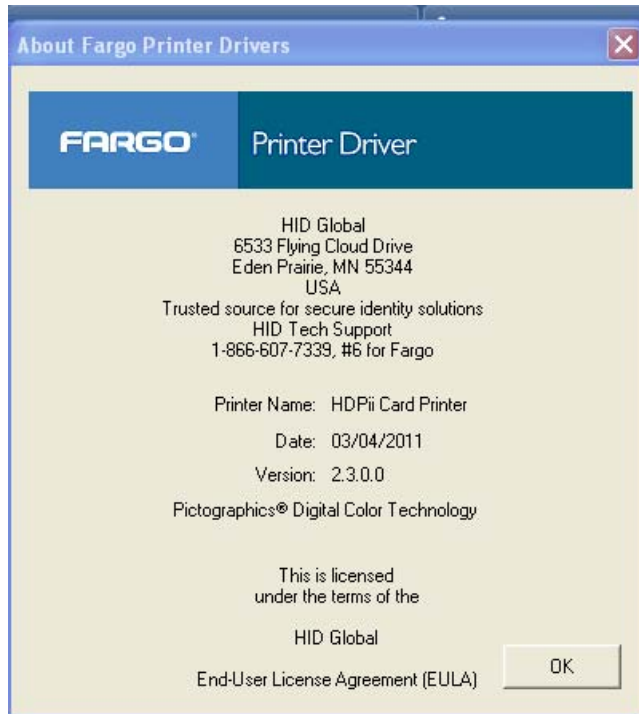 About Fargo Printer Drivers
FARGO®
Printer Driver
HID Global
6533 Flying Cloud Drive
Eden Prairie, MN 55344
USA
Trusted source for secure identity solutions
HID Tech Support
1-866-607-7339, #6 for Fargo
Printer Name: HDPii Card Printer
Date: 03/04/2011
Version: 2.3.0.0
Pictographics® Digital Color Technology
This is licensed
under the terms of the
HID Global
End-User License Agreement (EULA)
OK